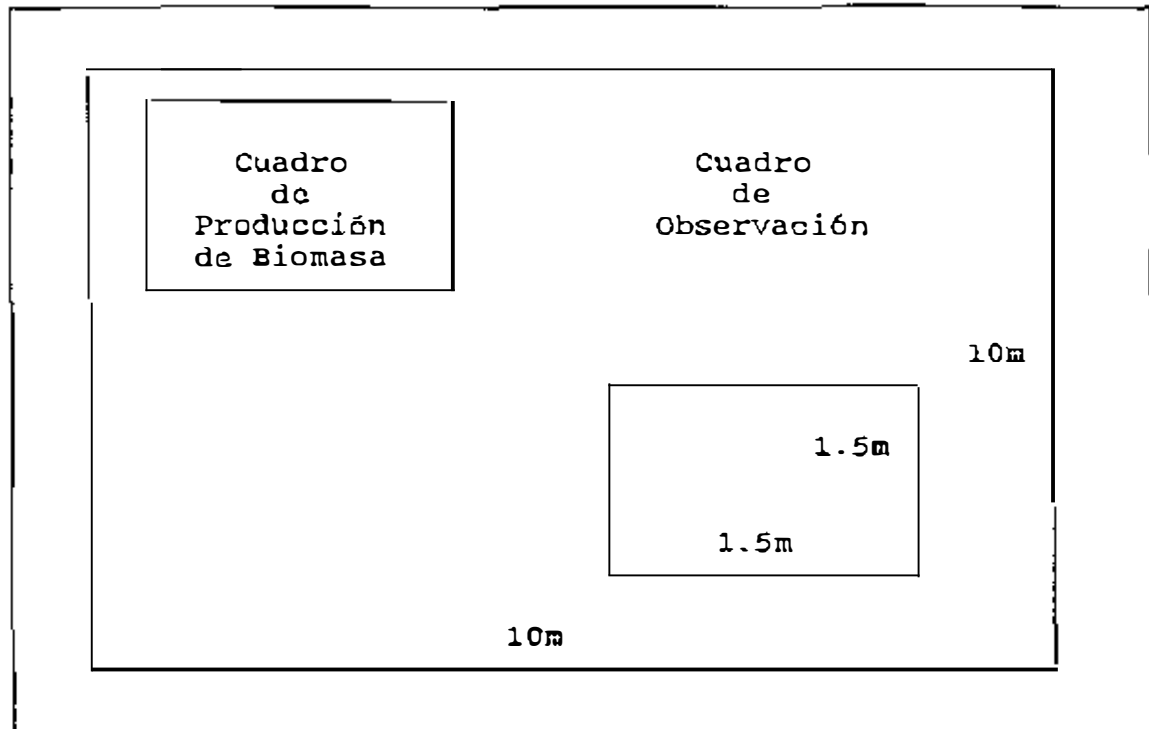 Cuadro
de
Producción
de Biomasa
Cuadro
de
Observación
10m
1.5m
1.5m
10m